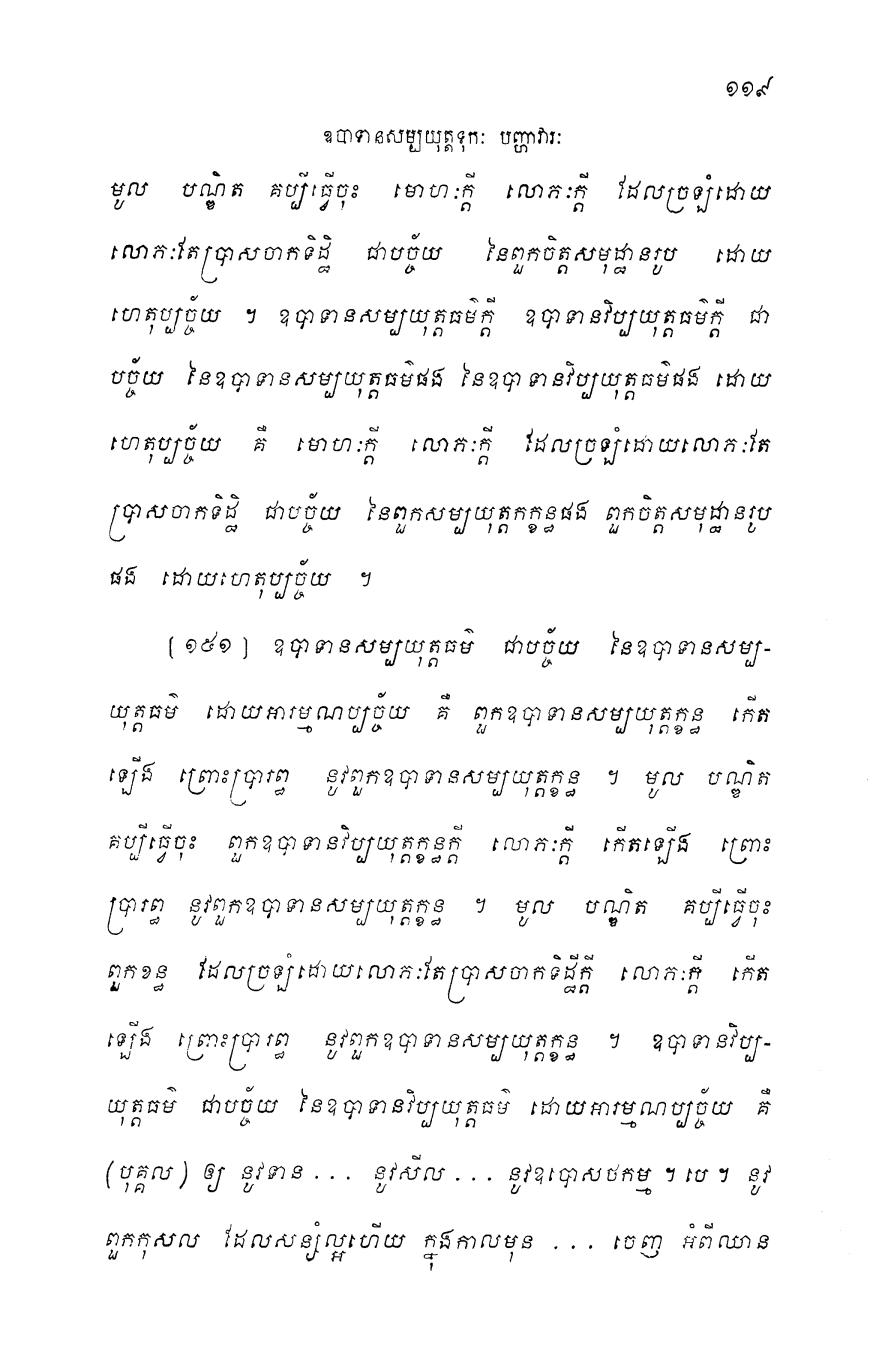 ១១៩
ឧបាទានសម្បយុត្តទុកៈ បញ្ហាវារៈ
មូល បណ្ឌិត គប្បីធ្វើចុះ មោហៈក្តី លោភៈក្តី ដែលច្រឡំដោយ
លោភៈតែប្រាសចាកទិដ្ឋិ ជាបច្ច័យ នៃពួកចិត្តសមុដ្ឋានរូប ដោយ
ហេតុប្បច្ច័យ ។ ឧបាទានសម្បយុត្តធម៌ក្តី ឧបាទានវិប្បយុត្តធម៌ក្តី ជា
បច្ច័យ នៃឧបាទានសម្បយុត្តធម៌ផង នៃឧបាទានវិប្បយុត្តធម៌ផង ដោយ
ហេតុប្បច្ច័យ គឺ មោហៈក្តី លោភៈក្តី ដែលច្រឡំដោយលោភៈតែ
ប្រាសចាកទិដ្ឋិ ជាបច្ច័យ នៃពួកសម្បយុត្តកក្ខន្ធផង ពួកចិត្តសមុដ្ឋានរូប
ផង ដោយហេតុប្បច្ច័យ ។
[១៥១] ឧបាទានសម្បយុត្តធម៌ ជាបច្ច័យ នៃឧបាទានសម្ប-
យុត្តធម៌ ដោយអារម្មណប្បច្ច័យ គឺ ពួកឧបាទានសម្បយុត្តក្ខន្ធ កើត
ឡើង ព្រោះប្រារព្ធ នូវពួកឧបាទានសម្បយុត្តក្ខន្ធ ។ មូល បណ្ឌិត
គប្បីធ្វើចុះ ពួកឧបាទានវិប្បយុត្តក្ខន្ធក្តី លោភៈក្តី កើតឡើង ព្រោះ
ប្រារព្ធ នូវពួកឧបាទានសម្បយុត្តក្ខន្ធ ។ មូល បណ្ឌិត គប្បីធ្វើចុះ
ពួកខន្ធ ដែលច្រឡំដោយលោភៈតែប្រាសចាកទិដ្ឋិក្តី លោភៈក្តី កើត
ឡើង ព្រោះប្រារព្ធ នូវពួកឧបាទានសម្បយុត្តក្ខន្ធ ។ ឧបាទានវិប្ប-
យុត្តធម៌ ជាបច្ច័យ នៃឧបាទានវិប្បយុត្តធម៌ ដោយអារម្មណប្បច្ច័យ គឺ
(បុគ្គល) ឲ្យ នូវទាន ... នូវសីល ... នូវឧបោសថកម្ម ។ បេ ។ នូវ
ពួកកុសល ដែលសន្សំល្អហើយ ក្នុងកាលមុន ... ចេញ អំពីឈាន